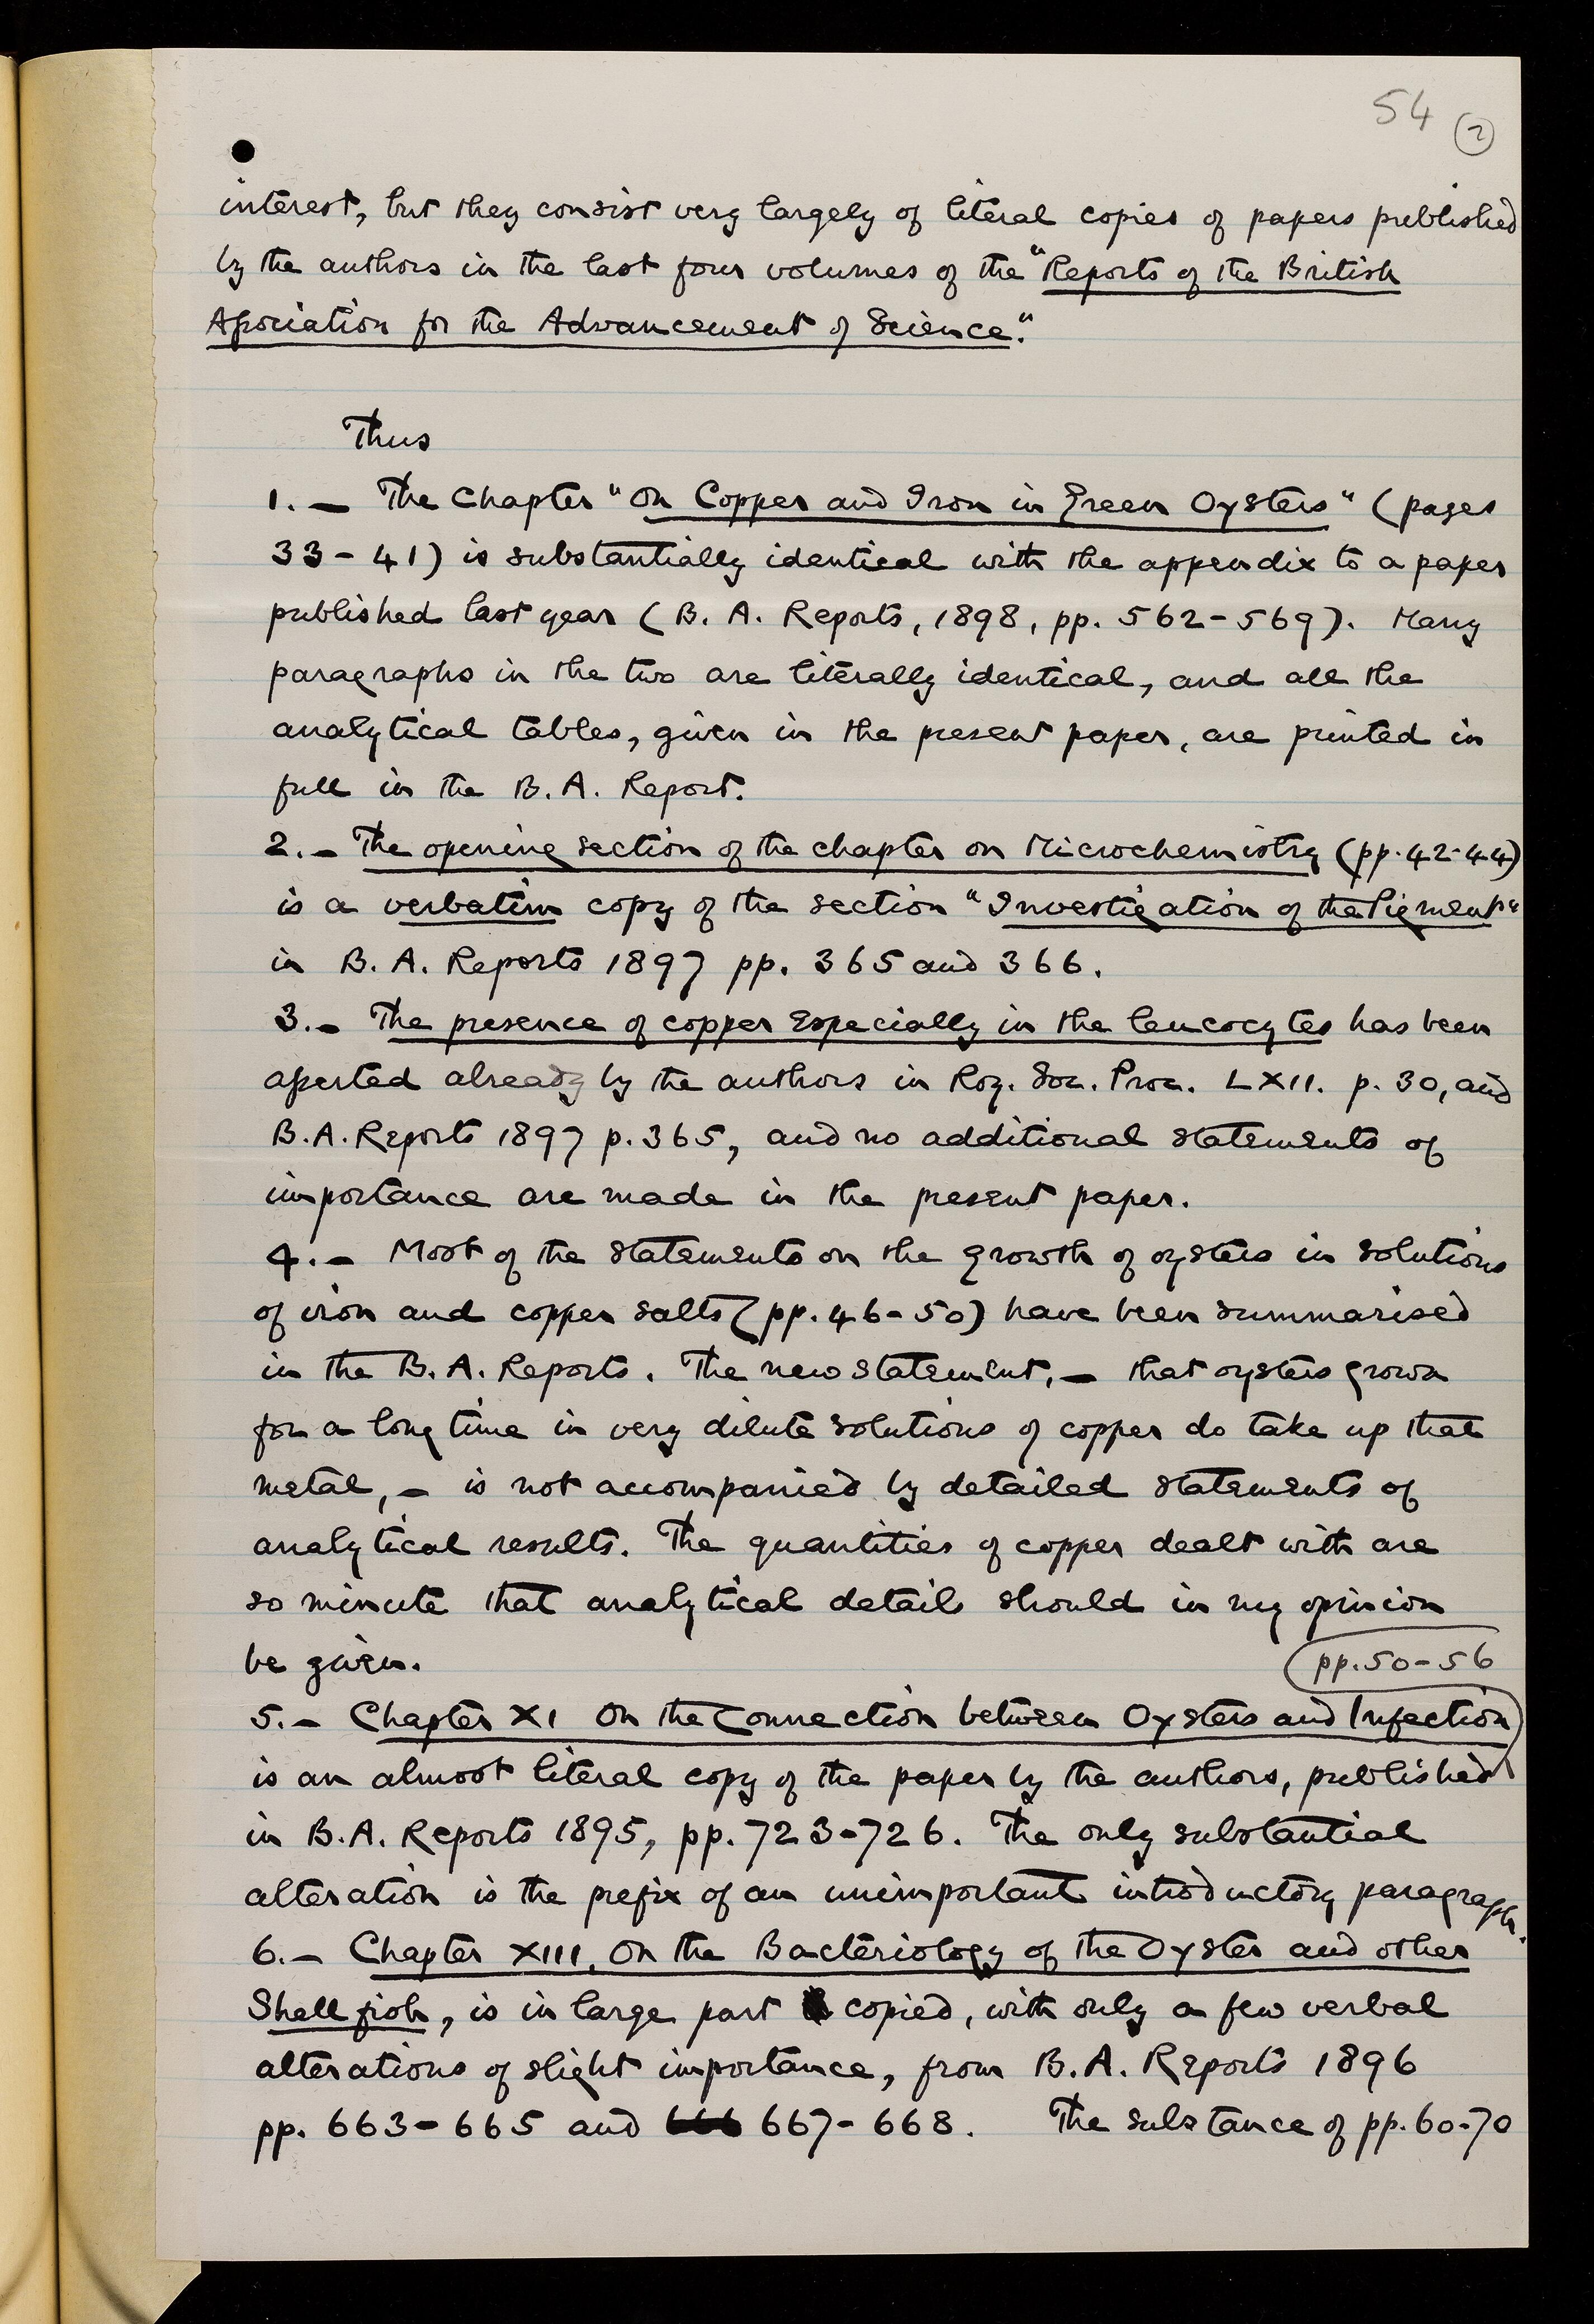 54 (2)
interest, but they consist very largely of literal copies of papers published
by the authors in the last four volumes of the "Reports of the British
Association for the Advancement of Science."
Thus
1. — The Chapter "On Copper and Iron in Green Oysters" (pages
33-41) is substantially identical with the appendix to a paper
published last year (B. A. Reports, 1898, pp. 562-569). Many
paragraphs in the two are literally identical, and all the
analytical tables, given in the present paper, are printed in
full in the B. A. Report.
2. — The opening section of the chapter on Microchemistry (pp. 42-44)
is a verbatim copy of the section "Investigation of the Pigment"
in B. A. Reports 1897 pp. 365 and 366.
3. — The presence of copper especially in the leucocytes has been
asserted already by the authors in Roy. Soc. Proc. LXII. p. 30, and
B. A. Reports 1897 p. 365, and no additional statements of
importance are made in the present paper.
4. — Most of the statements on the growth of oysters in solutions
of iron and copper salts (pp. 46-50) have been summarised
in the B. A. Reports. The new statement, — that oysters grown
for a long time in very dilute solutions of copper do take up that
metal, — is not accompanied by detailed statements of
analytical results. The quantities of copper dealt with are
so minute that analytical details should in my opinion
be given.
pp. 50-56
5. — Chapter XI On the Connection between Oysters and Infection
is an almost literal copy of the paper by the authors, published
in B. A. Reports 1895, pp. 723-726. The only substantial
alteration is the prefix of an unimportant introductory paragraph.
6. — Chapter XIII, On the Bacteriology of the Oyster and other
Shell fish, is in large part copied, with only a few verbal
alterations of slight importance, from B. A. Reports 1896
pp. 663-665 and 666 667-668. The substance of pp. 60-70